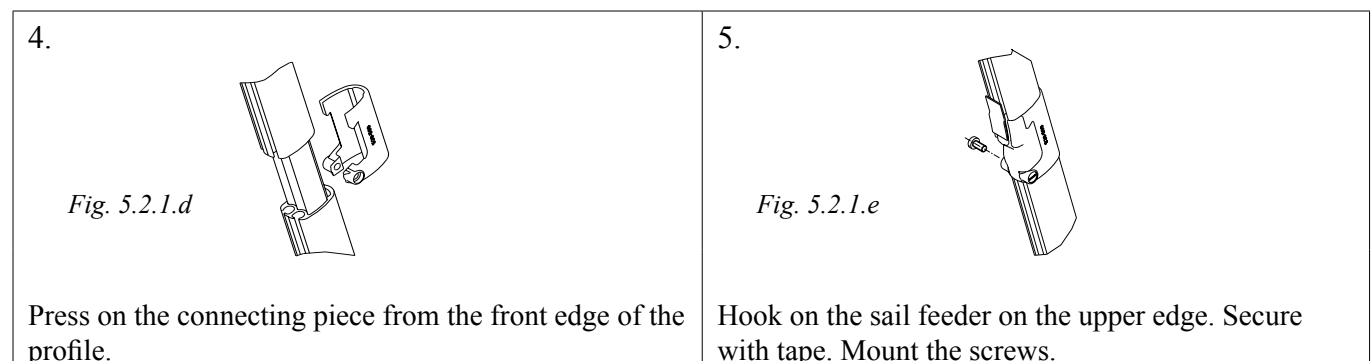 4.
Fig. 5.2.1.d
Press on the connecting piece from the front edge of the
profile.
5.
Fig. 5.2.1.e
Hook on the sail feeder on the upper edge. Secure
with tape. Mount the screws.